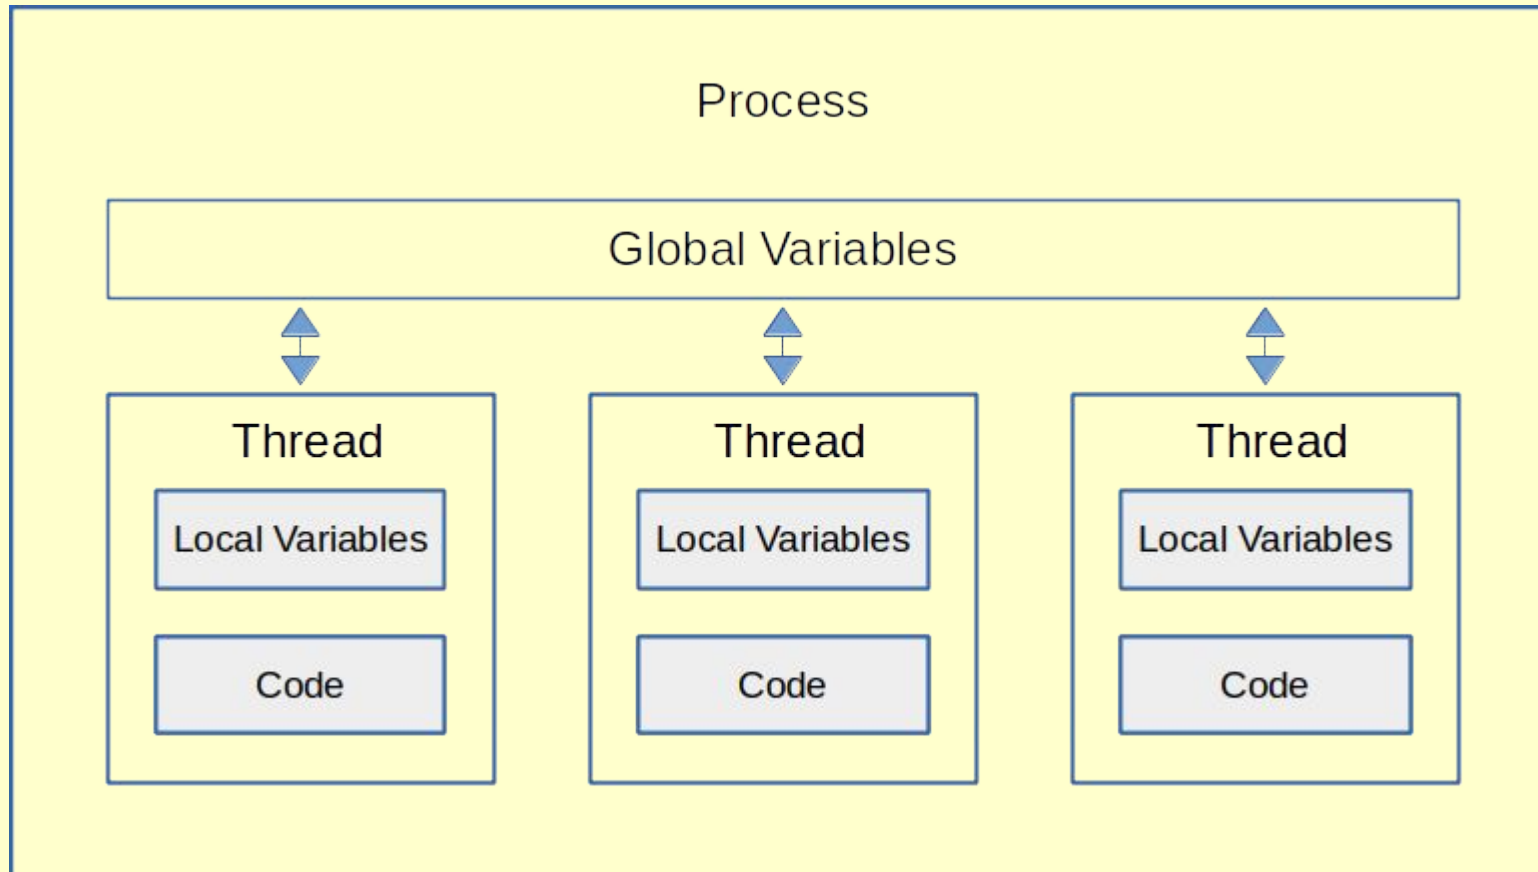 Process
Global Variables
Thread
Thread
Thread
Local Variables
Local Variables
Local Variables
Code
Code
Code